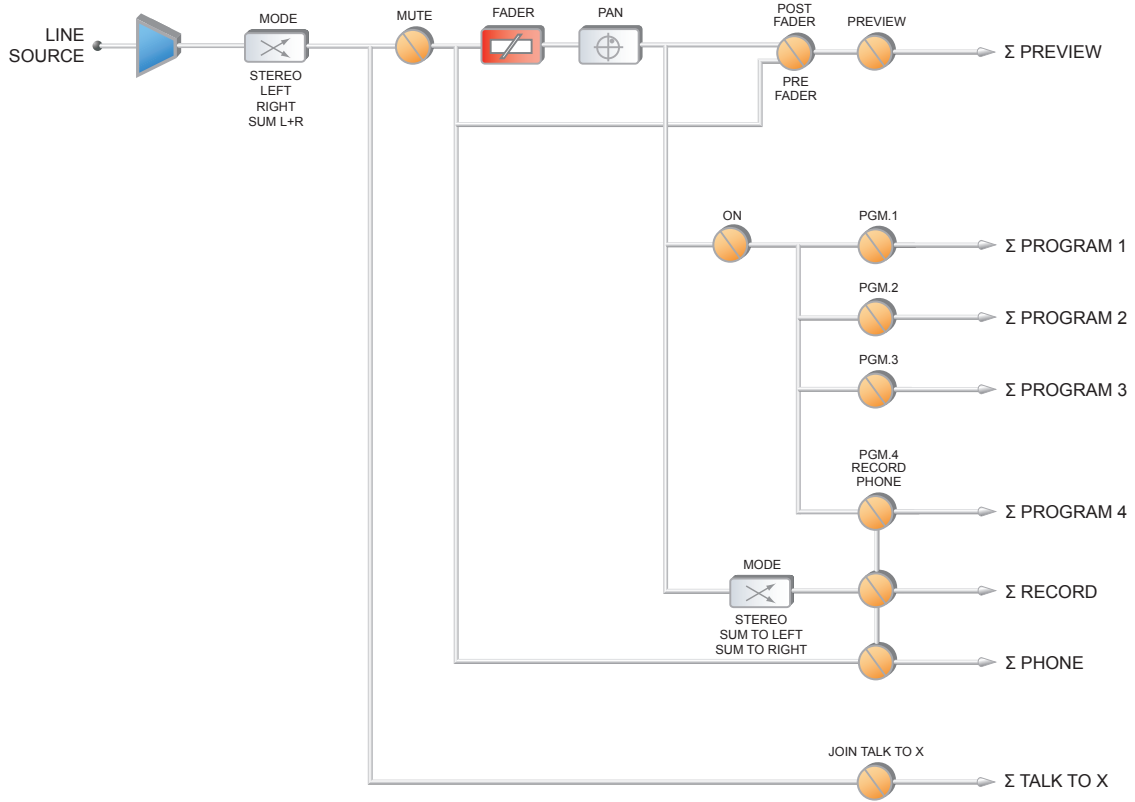 LINE
SOURCE
MODE
STEREO
LEFT
RIGHT
SUM L+R
MUTE
FADER
PAN
POST
FADER
PRE
FADER
PREVIEW
Σ PREVIEW
ON
PGM.1
Σ PROGRAM 1
PGM.2
Σ PROGRAM 2
PGM.3
Σ PROGRAM 3
PGM.4
RECORD
PHONE
Σ PROGRAM 4
MODE
STEREO
SUM TO LEFT
SUM TO RIGHT
Σ RECORD
Σ PHONE
JOIN TALK TO X
Σ TALK TO X